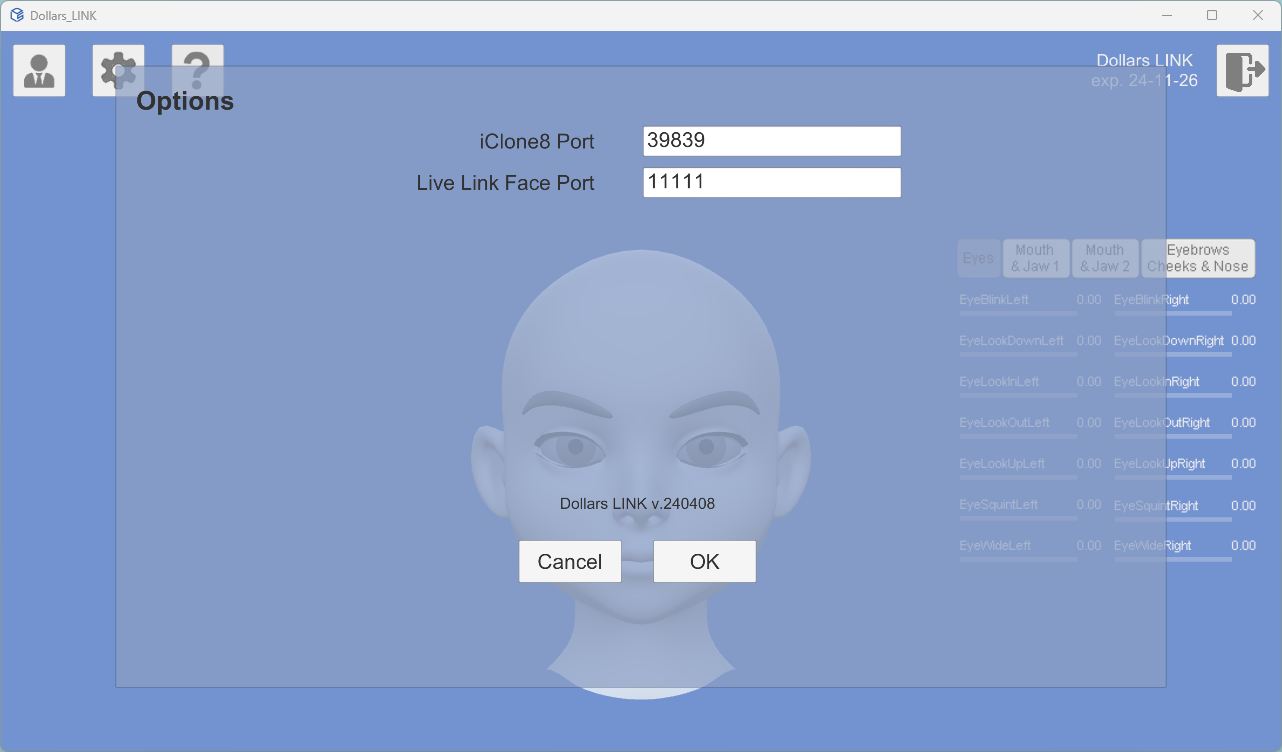 Dollars_LINK
?
Dollars LINK
exp. 24-11-26
Options
iClone8 Port 39839
Live Link Face Port 11111
Eyes
Mouth
& Jaw 1
Mouth
& Jaw 2
Eyebrows
Cheeks & Nose
EyeBlinkLeft 0.00 EyeBlinkRight 0.00
EyeLookDownLeft 0.00 EyeLookDownRight 0.00
EyeLookInLeft 0.00 EyeLookInRight 0.00
EyeLookOutLeft 0.00 EyeLookOutRight 0.00
EyeLookUpLeft 0.00 EyeLookUpRight 0.00
EyeSquintLeft 0.00 EyeSquintRight 0.00
EyeWideLeft 0.00 EyeWideRight 0.00
Dollars LINK v.240408
Cancel OK